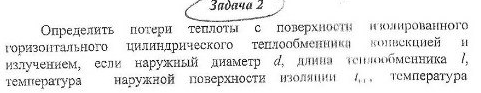 Задача 2
Определить потери теплоты с поверхности изолированного
горизонтального цилиндрического теплообменника конвекцией и
излучением, если наружный диаметр d, длина теплообменника l,
температура наружной поверхности изоляции температура